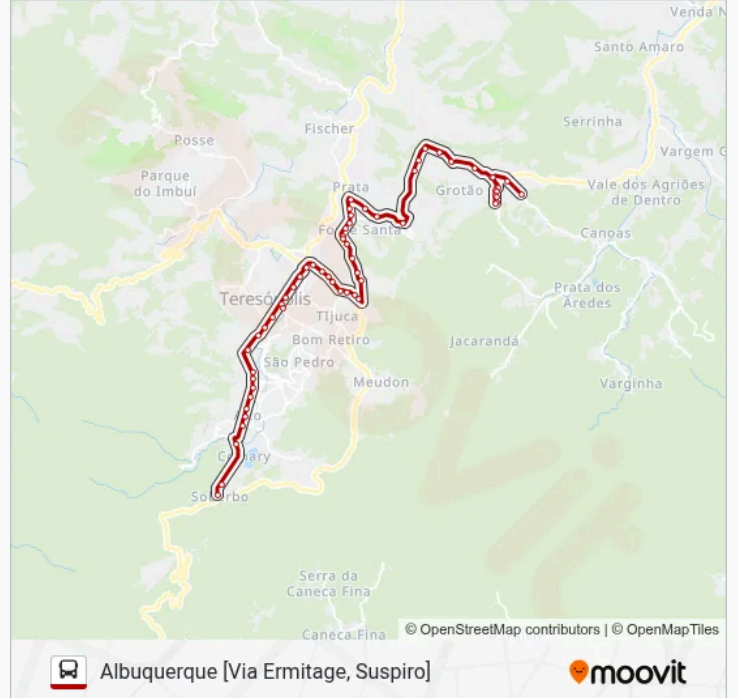 Venda N
Santo Amaro
Serrinha
Fischer
Posse
Vargem G
Parque
do Imbuí
Prata
Grotão
Vale dos Agriões
de Dentro
Fonte Santa
Canoas
Prata dos
Aredes
Teresópolis
Tijuca
Bom Retiro
Jacarandá
São Pedro
Meudon
Varginha
Alto
Comary
Soberbo
Serra da
Caneca Fina
© OpenStreetMap contributors | © OpenMapTiles
Caneca Fina
Albuquerque [Via Ermitage, Suspiro]
moovit